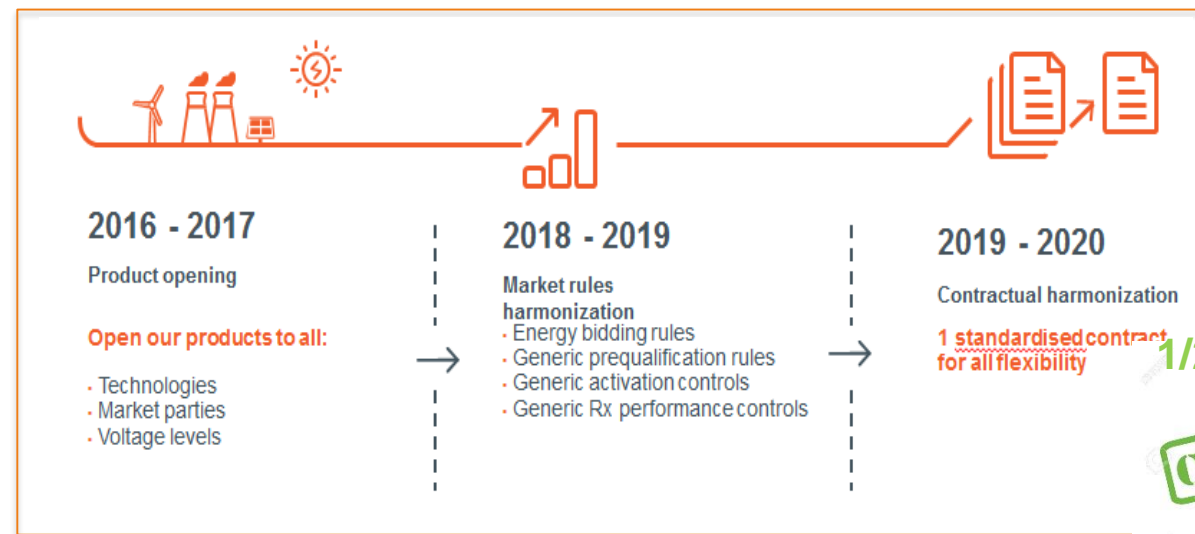 2016 - 2017
Product opening
Open our products to all:
· Technologies
· Market parties
· Voltage levels
2018 - 2019
Market rules
harmonization
· Energy bidding rules
· Generic prequalification rules
· Generic activation controls
· Generic Rx performance controls
2019 - 2020
Contractual harmonization
1 standardised contract
for all flexibility